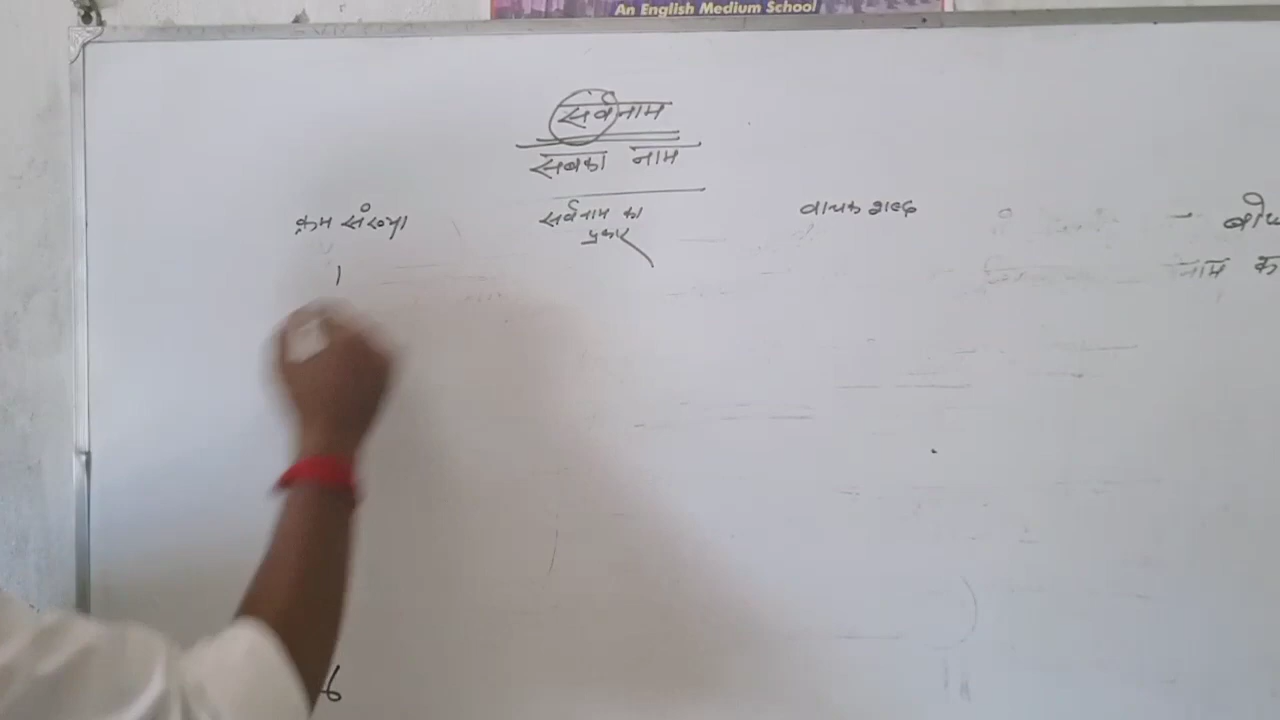 An English Medium School
सर्वनाम
सबका नाम
क्रम संख्या सर्वनाम का वाचक शब्द - बोध
प्रकार
नाम क
1
6